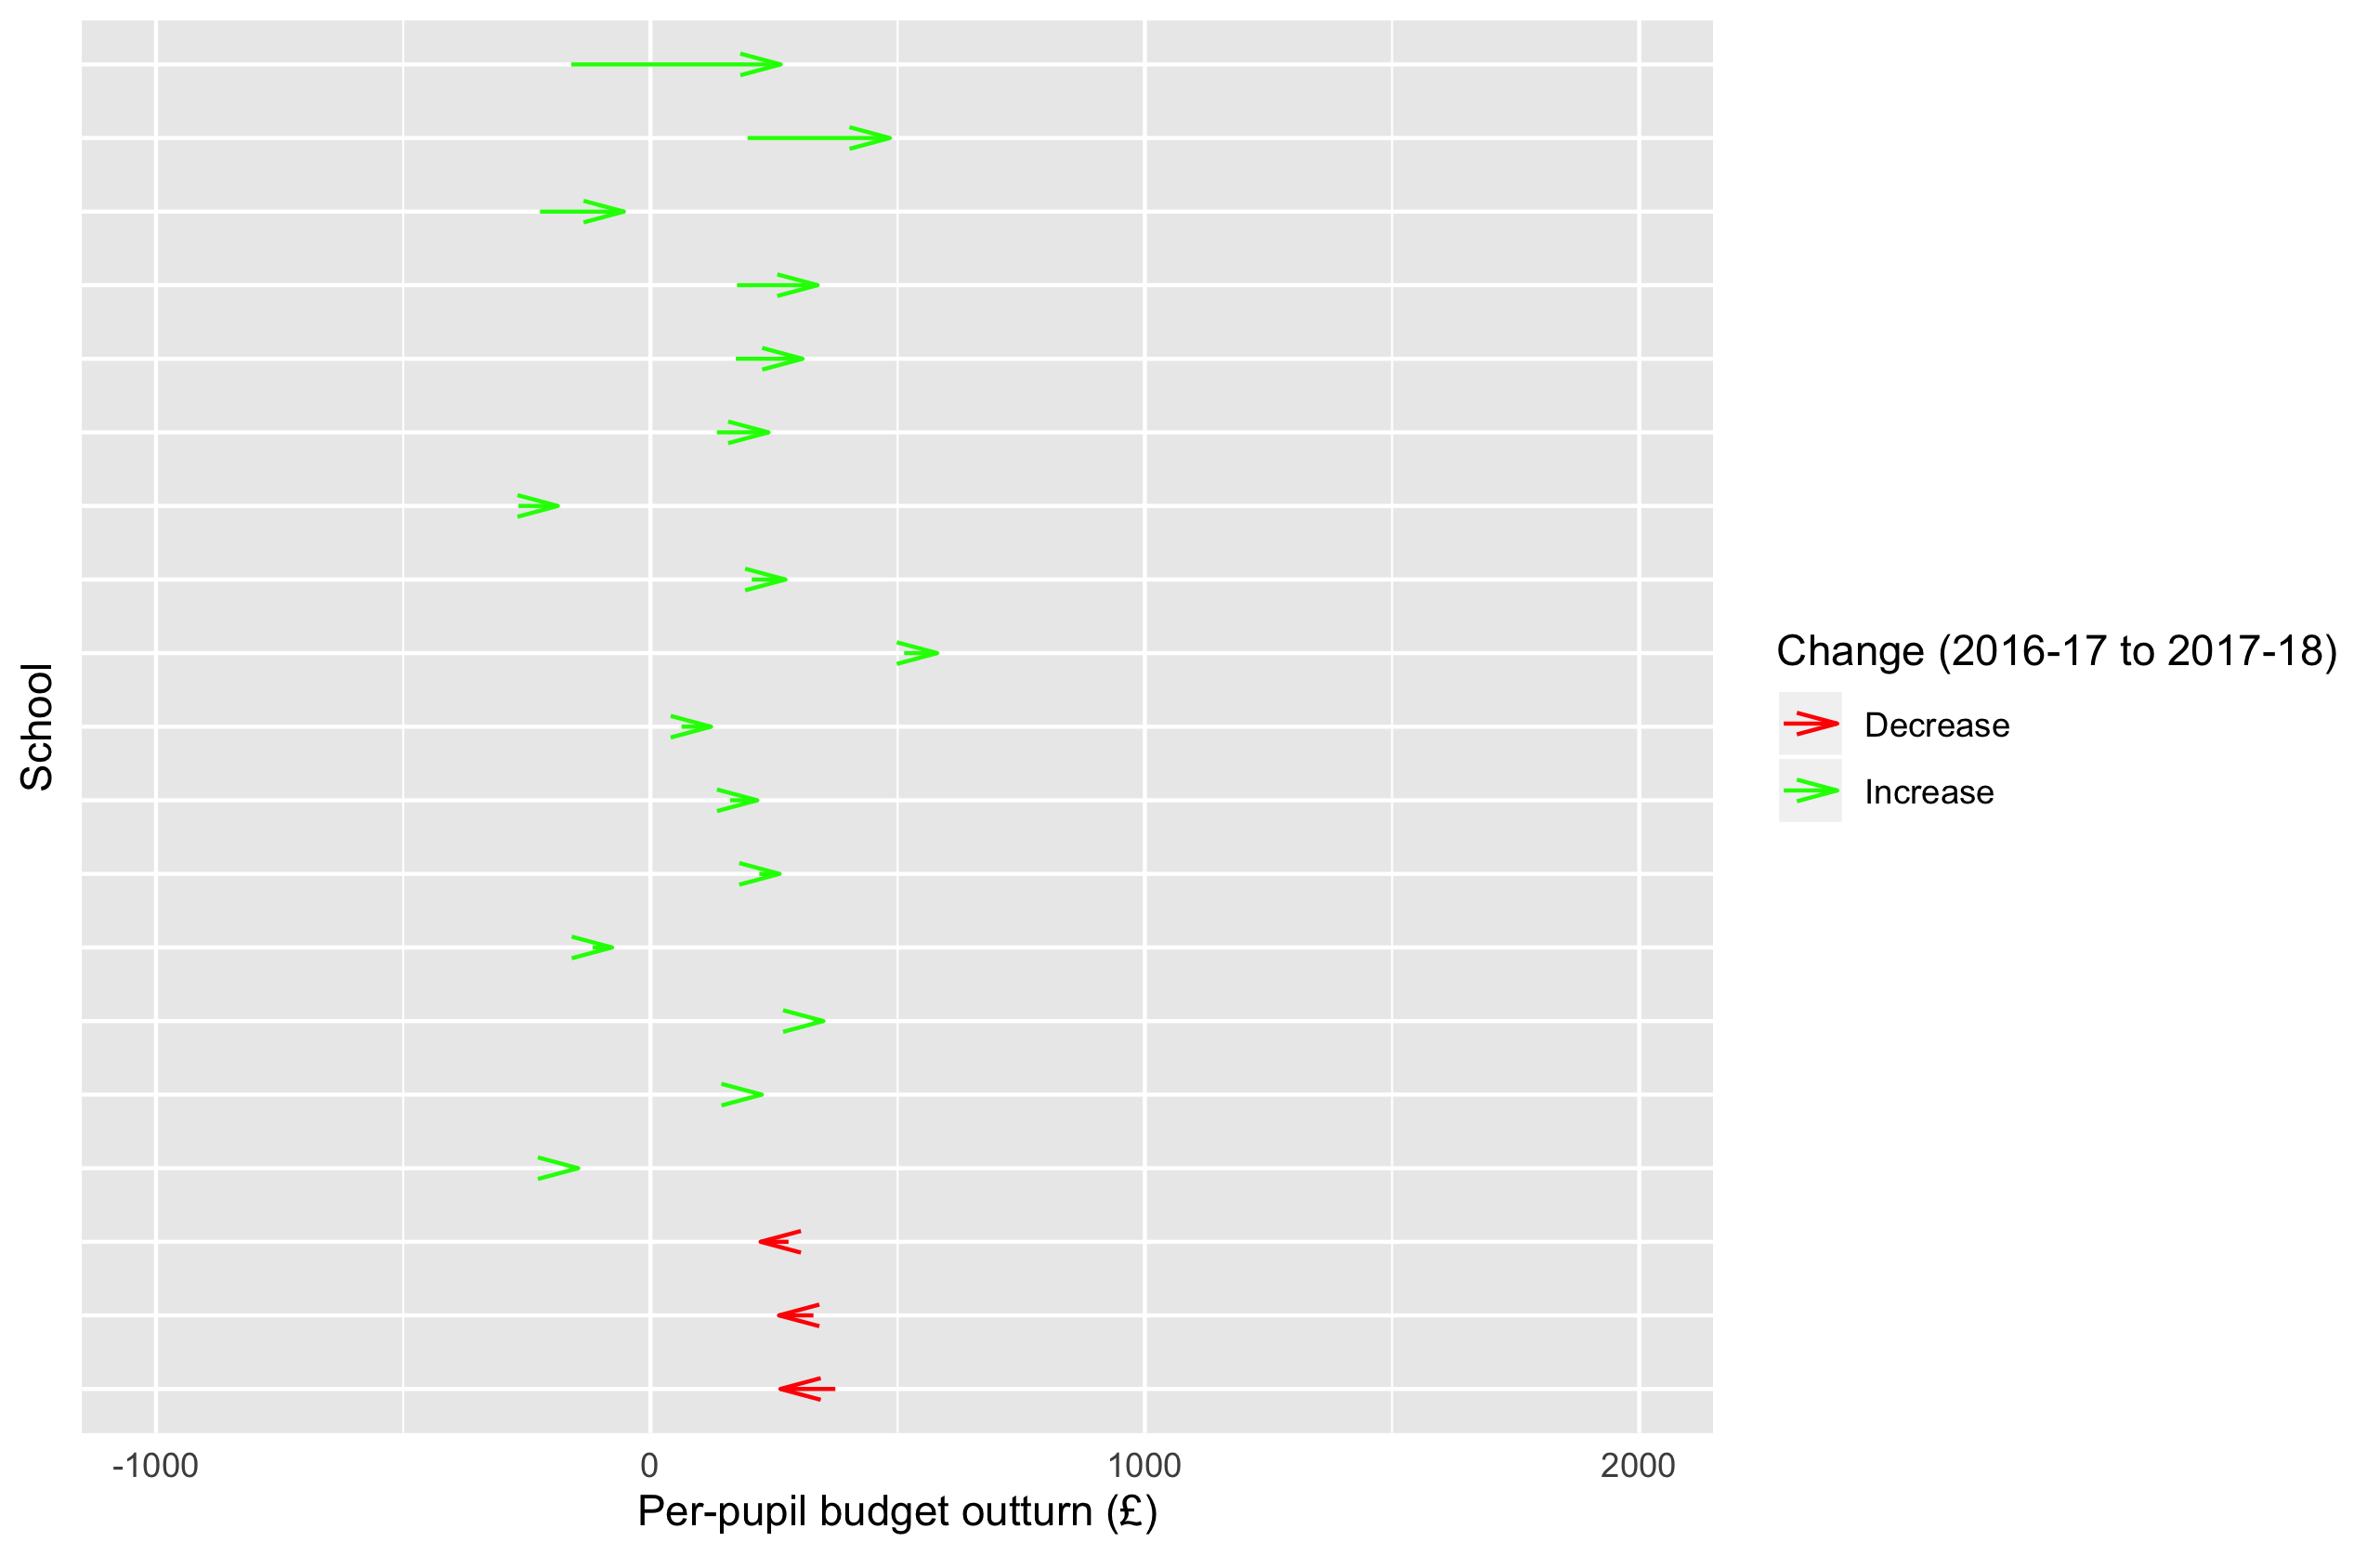 School
Change (2016-17 to 2017-18)
Decrease
Increase
-1000 0 1000 2000
Per-pupil budget outturn (£)